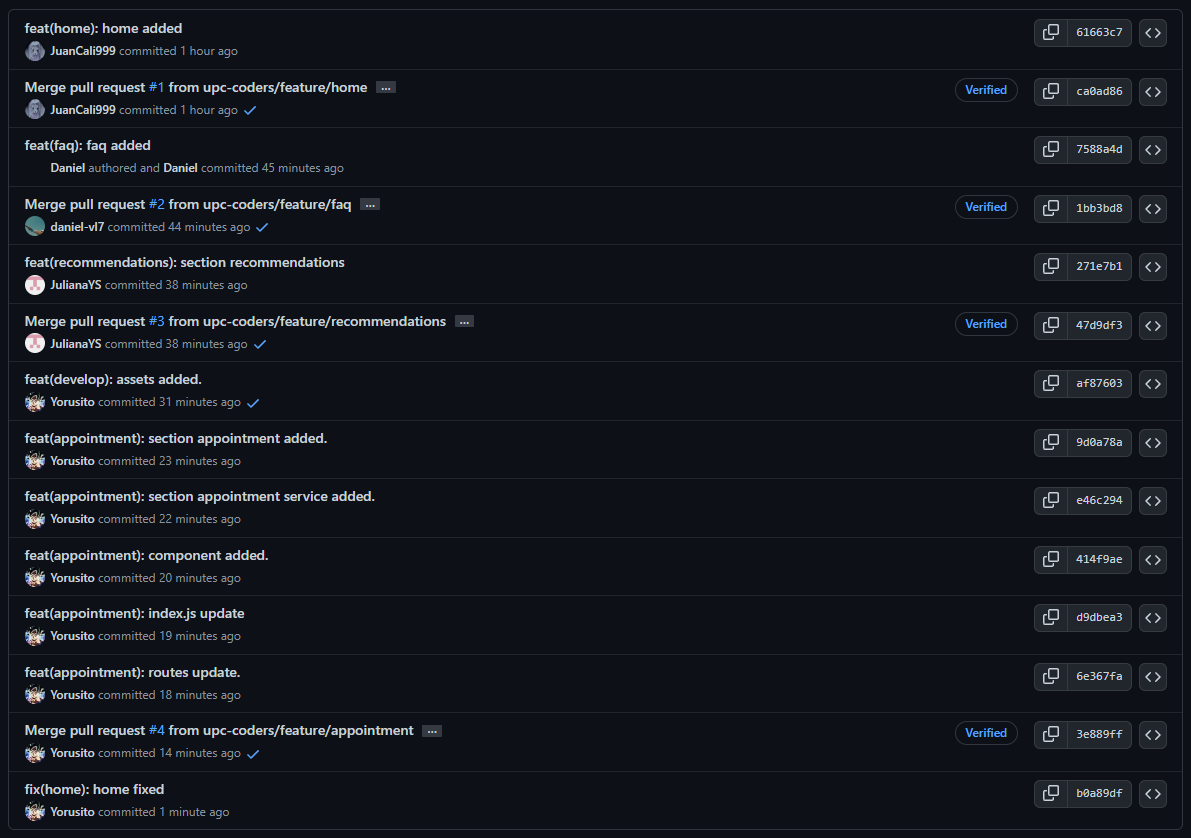 feat(home): home added
61663c7
JuanCali999 committed 1 hour ago
Merge pull request #1 from upc-coders/feature/home ...
Verified
ca0ad86
JuanCali999 committed 1 hour ago
feat(faq): faq added
7588a4d
Daniel authored and Daniel committed 45 minutes ago
Merge pull request #2 from upc-coders/feature/faq ...
Verified
1bb3bd8
daniel-vl7 committed 44 minutes ago
feat(recommendations): section recommendations
271e7b1
JulianaYS committed 38 minutes ago
Merge pull request #3 from upc-coders/feature/recommendations ...
Verified
47d9df3
JulianaYS committed 38 minutes ago
feat(develop): assets added.
af87603
Yorusito committed 31 minutes ago
feat(appointment): section appointment added.
9d0a78a
Yorusito committed 23 minutes ago
feat(appointment): section appointment service added.
e46c294
Yorusito committed 22 minutes ago
feat(appointment): component added.
414f9ae
Yorusito committed 20 minutes ago
feat(appointment): index.js update
d9dbea3
Yorusito committed 19 minutes ago
feat(appointment): routes update.
6e367fa
Yorusito committed 18 minutes ago
Merge pull request #4 from upc-coders/feature/appointment ...
Verified
3e889ff
Yorusito committed 14 minutes ago
fix(home): home fixed
b0a89df
Yorusito committed 1 minute ago